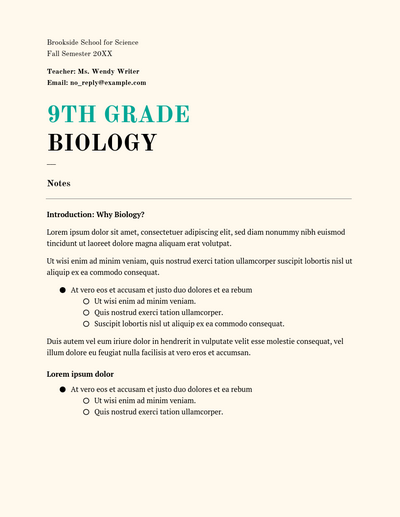 Brookside School for Science
Fall Semester 20XX
Teacher: Ms. Wendy Writer
Email: no_reply@example.com
9TH GRADE
BIOLOGY
—
Notes
Introduction: Why Biology?
Lorem ipsum dolor sit amet, consectetuer adipiscing elit, sed diam nonummy nibh euismod
tincidunt ut laoreet dolore magna aliquam erat volutpat.
Ut wisi enim ad minim veniam, quis nostrud exerci tation ullamcorper suscipit lobortis nisl ut
aliquip ex ea commodo consequat.
● At vero eos et accusam et justo duo dolores et ea rebum
○ Ut wisi enim ad minim veniam.
○ Quis nostrud exerci tation ullamcorper.
○ Suscipit lobortis nisl ut aliquip ex ea commodo consequat.
Duis autem vel eum iriure dolor in hendrerit in vulputate velit esse molestie consequat, vel
illum dolore eu feugiat nulla facilisis at vero eros et accumsan.
Lorem ipsum dolor
● At vero eos et accusam et justo duo dolores et ea rebum
○ Ut wisi enim ad minim veniam.
○ Quis nostrud exerci tation ullamcorper.